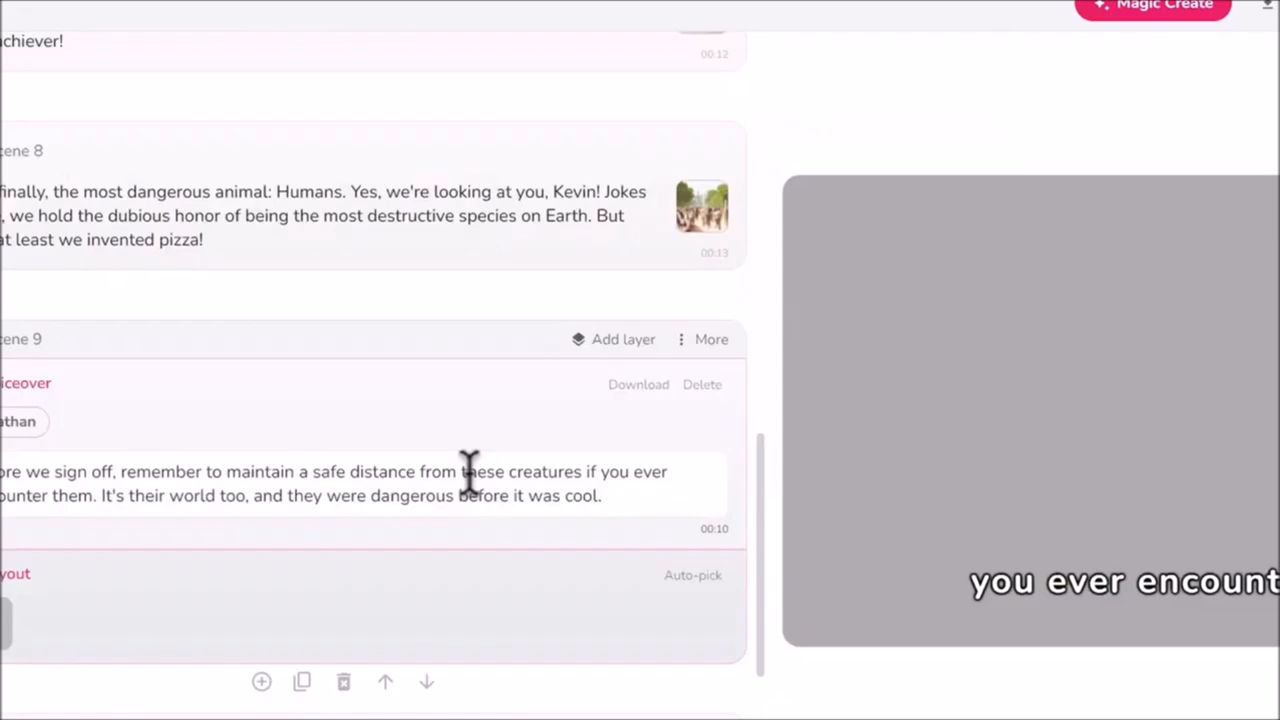 Magic Create
chiever!
00:12
cene 8
finally, the most dangerous animal: Humans. Yes, we're looking at you, Kevin! Jokes
, we hold the dubious honor of being the most destructive species on Earth. But
at least we invented pizza!
00:13
cene 9
Add layer
More
iceover
Download
Delete
athan
ore we sign off, remember to maintain a safe distance from these creatures if you ever
ounter them. It's their world too, and they were dangerous before it was cool.
00:10
yout
Auto-pick
you ever encount